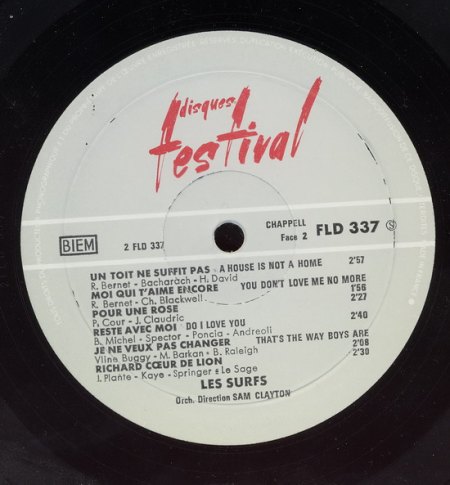 disques
festival
BIEM
2 FLD 337
CHAPPELL
Face 2
FLD 337 S
UN TOIT NE SUFFIT PAS - A HOUSE IS NOT A HOME 2'57
R. Bernet - Bacharach - H. David
MOI QUI T'AIME ENCORE YOU DON'T LOVE ME NO MORE
R. Bernet - Ch. Blackwell 1'56
POUR UNE ROSE 2'27
P. Cour - J. Claudric
RESTE AVEC MOI DO I LOVE YOU 2'40
B. Michel - Spector - Poncia - Andreoli
JE NE VEUX PAS CHANGER THAT'S THE WAY BOYS ARE
Vline Buggy - M. Barkan - B. Raleigh 2'08
RICHARD CŒUR DE LION 2'30
J. Plante - Kaye - Springer - Le Sage
LES SURFS
Orch. Direction SAM CLAYTON